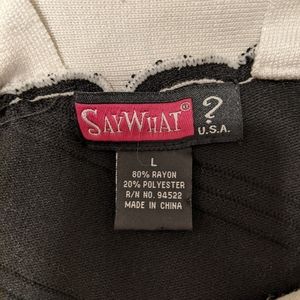 SAYWHAT® ?
U.S.A.
L
80% RAYON
20% POLYESTER
R/N NO. 94522
MADE IN CHINA